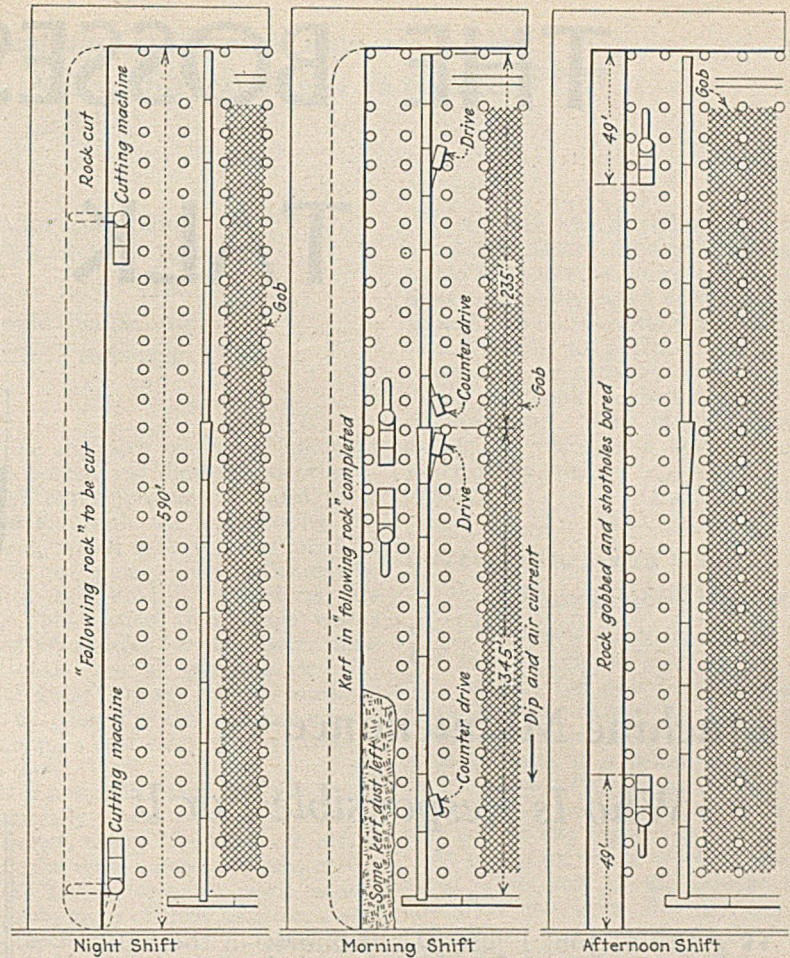 Rock cut
Cutting machine
"Following rock" to be cut
590'
Gob
Cutting machine
Night Shift
Drive
235'
Counter drive
Gob
Kerf in "following rock" completed
Drive
345'
Dip and air current
Some kerf dust left
Counter drive
Morning Shift
49'
Gob
Rock gobbed and shotholes bored
49'
Afternoon Shift